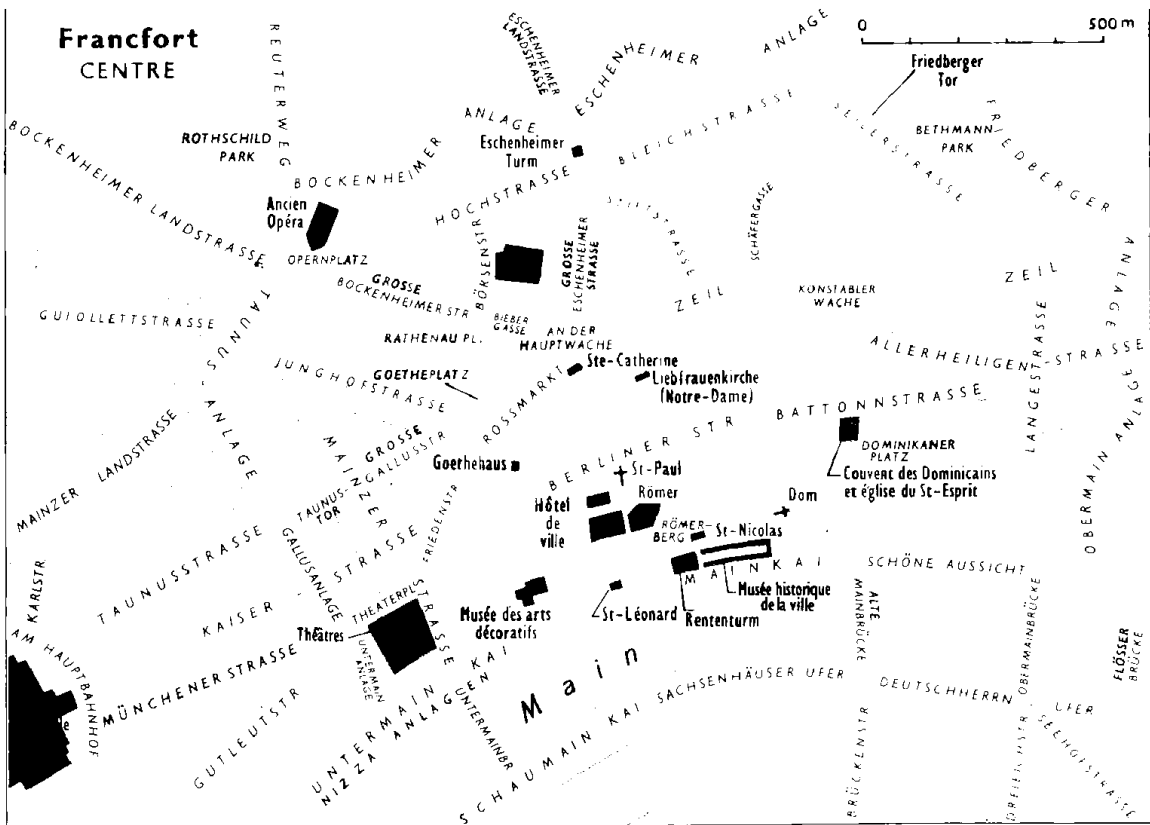 Francfort
CENTRE
0 500 m
REUTERWEG
ESCHENHEIMER
LANDSTRASSE
ESCHENHEIMER
ANLAGE
Friedberger
Tor
BOCKENHEIMER LANDSTRASSE
ROTHSCHILD
PARK
BOCKENHEIMER
ANLAGE
Eschenheimer
Turm
BLEICHSTRASSE
SEILERSTRASSE
BETHMANN-
PARK
FRIEDBERGER
ANLAGE
Ancien
Opéra
HOCHSTRASSE
STIFTSTRASSE
SCHÄFERGASSE
OPERNPLATZ
GROSSE
BOCKENHEIMER STR
BÖRSENSTR
GROSSE
ESCHENHEIMER
STRASSE
ZEIL
KONSTABLER
WACHE
ZEIL
GUIOLLETTSTRASSE
TAUNUS-
ANLAGE
RATHENAU PL.
BIEBER
GASSE
AN DER
HAUPTWACHE
ALLERHEILIGEN-STRASSE
JUNGHOFSTRASSE
GOETHEPLATZ
ROSSMARKT
Ste-Catherine
Liebfrauenkirche
(Notre-Dame)
LANGESTRASSE
OBERMAIN ANLAGE
MAINZER LANDSTRASSE
MAINZER
STRASSE
GROSSE
GALLUSSTR
Goethehaus
BERLINER STR
BATTONNSTRASSE
DOMINIKANER
PLATZ
Couvent des Dominicains
et église du St-Esprit
TAUNUS-
TOR
St-Paul
Hôtel
de
ville
Römer
RÖMER-
BERG
St-Nicolas
Dom
TAUNUSSTRASSE
GALLUSANLAGE
KAISER
STRASSE
FRIEDENSTR
MAINKAI
SCHÖNE AUSSICHT
KARLSTR
AM HAUPTBAHNHOF
THEATERPL.
Théâtres
Musée des arts
décoratifs
St-Léonard
Rententurm
Musée historique
de la ville
ALTE
MAINBRÜCKE
OBERMAINBRÜCKE
FLÖSSER
BRÜCKE
MÜNCHENERSTRASSE
UNTERMAIN
ANLAGE
GUTLEUTSTR
UNTERMAIN KAI
NIZZA ANLAGEN
UNTERMAINBR
Main
SCHAUMAIN KAI
SACHSENHÄUSER UFER
DEUTSCHHERRN UFER
BRÜCKENSTR
DREIEICHSTR
SEEHOFSTRASSE